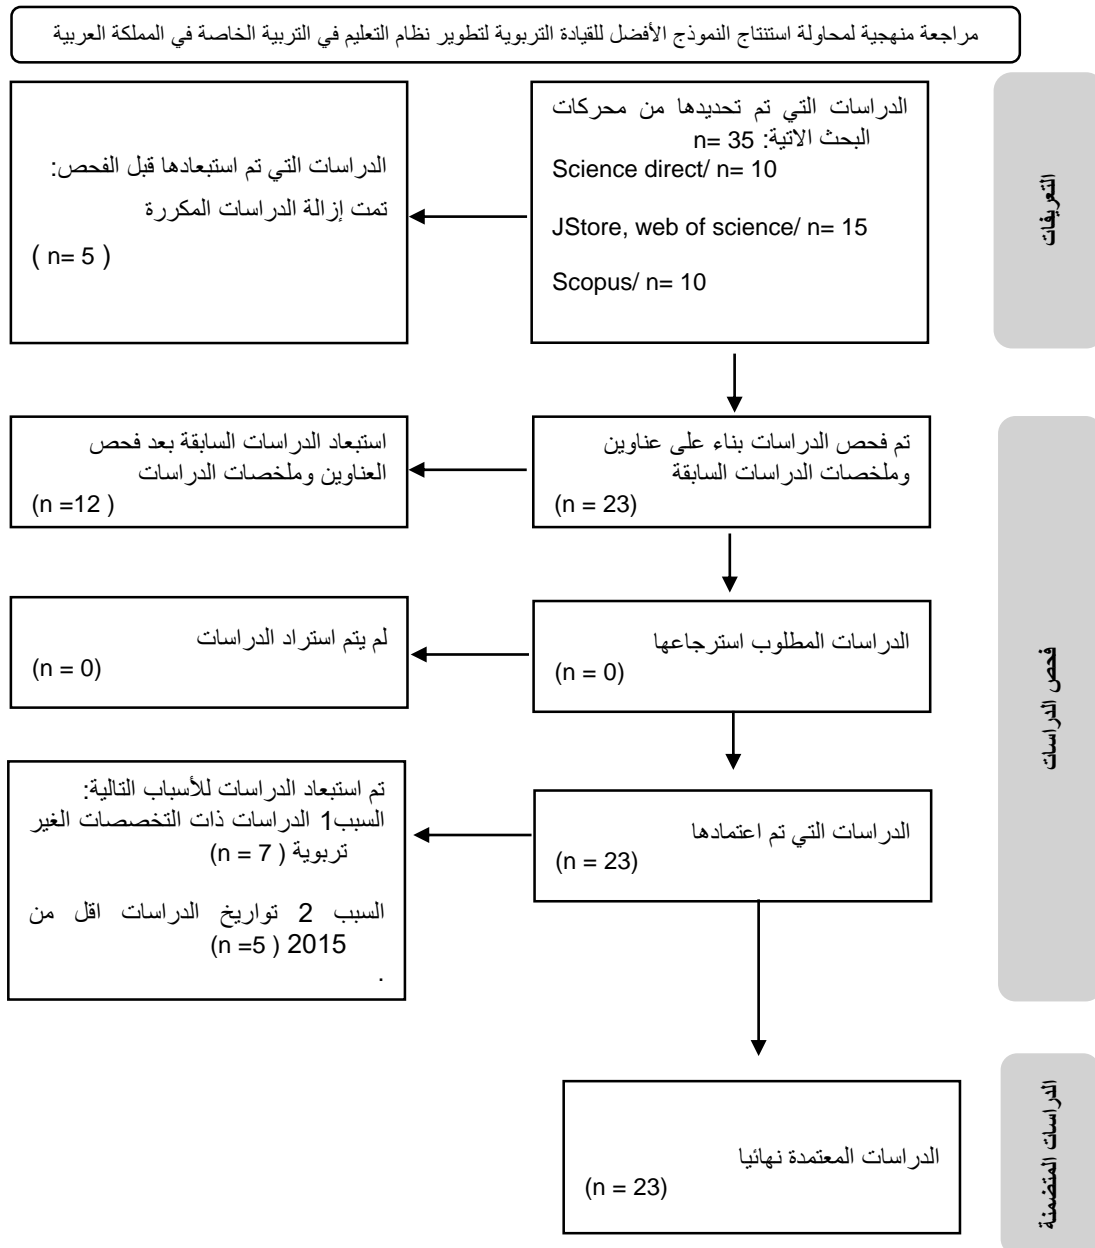 مراجعة منهجية لمحاولة استنتاج النموذج الأفضل للقيادة التربوية لتطوير نظام التعليم في التربية الخاصة في المملكة العربية
التعريفات
الدراسات التي تم تحديدها من محركات
البحث الاتية: n= 35
Science direct/ n= 10
JStore, web of science/ n= 15
Scopus/ n= 10
الدراسات التي تم استبعادها قبل الفحص:
تمت إزالة الدراسات المكررة
( n= 5 )
فحص الدراسات
تم فحص الدراسات بناء على عناوين
وملخصات الدراسات السابقة
(n = 23)
استبعاد الدراسات السابقة بعد فحص
العناوين وملخصات الدراسات
(n =12 )
الدراسات المطلوب استرجاعها
(n = 0)
لم يتم استراد الدراسات
(n = 0)
الدراسات التي تم اعتمادها
(n = 23)
تم استبعاد الدراسات للأسباب التالية:
السبب1 الدراسات ذات التخصصات الغير
تربوية ( n = 7)
السبب 2 تواريخ الدراسات اقل من
2015 ( n =5)
.
الدراسات المتضمنة
الدراسات المعتمدة نهائيا
(n = 23)